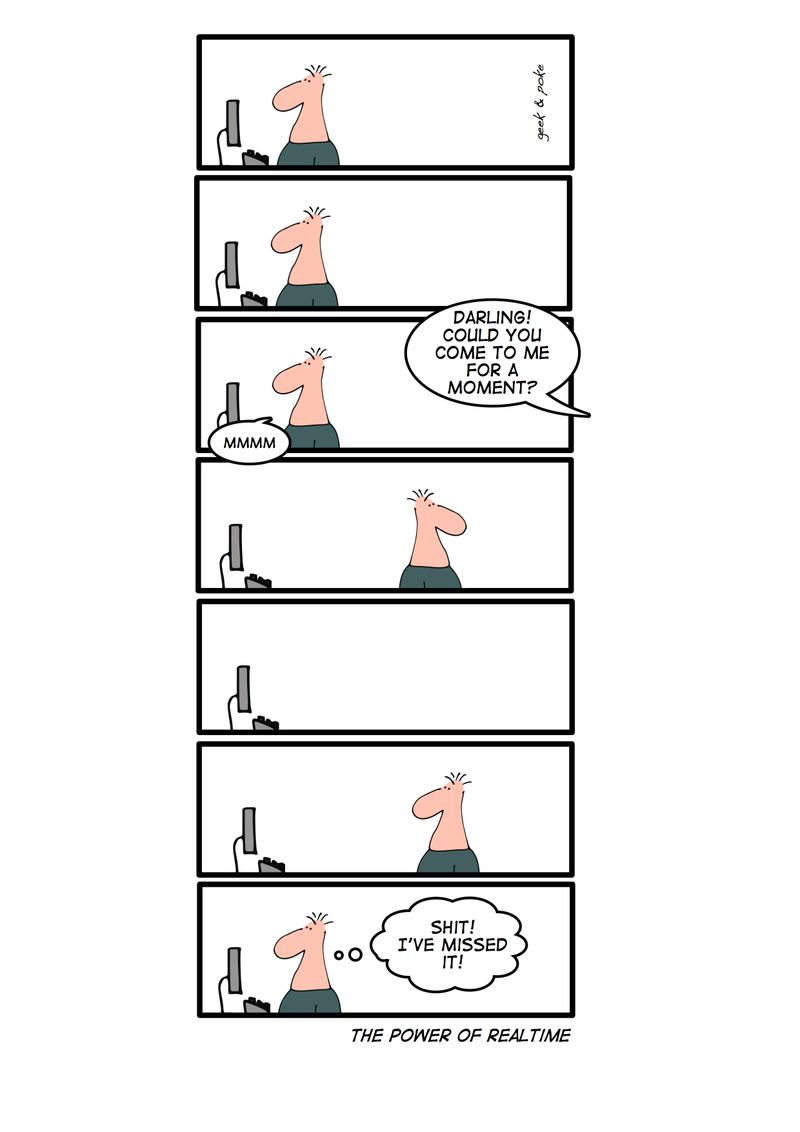 geek & poke
DARLING!
COULD YOU
COME TO ME
FOR A
MOMENT?
MMMM
SHIT!
I'VE MISSED
IT!
THE POWER OF REALTIME